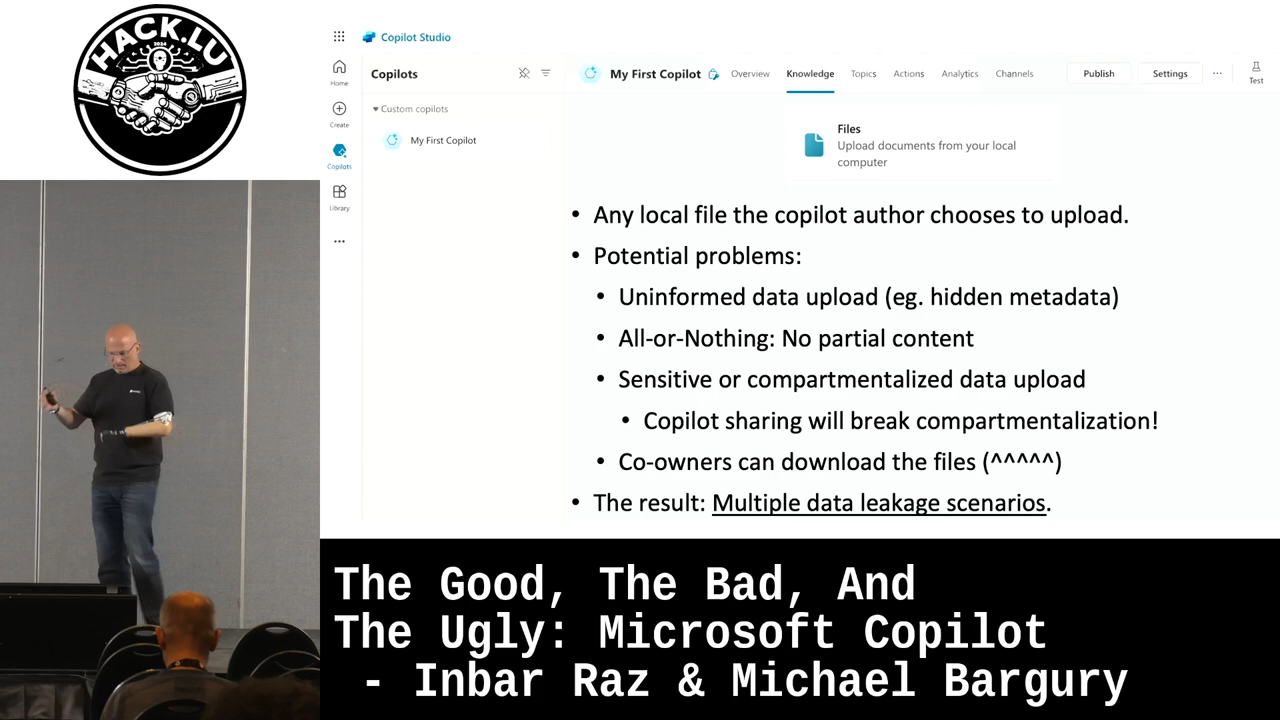 HACK.LU
2024
Copilot Studio
Home
Create
Copilots
Library
Copilots
Custom copilots
My First Copilot
My First Copilot
Overview
Knowledge
Topics
Actions
Analytics
Channels
Publish
Settings
Test
Files
Upload documents from your local
computer
• Any local file the copilot author chooses to upload.
• Potential problems:
• Uninformed data upload (eg. hidden metadata)
• All-or-Nothing: No partial content
• Sensitive or compartmentalized data upload
• Copilot sharing will break compartmentalization!
• Co-owners can download the files (^^^^^)
• The result: Multiple data leakage scenarios.
The Good, The Bad, And
The Ugly: Microsoft Copilot
- Inbar Raz & Michael Bargury